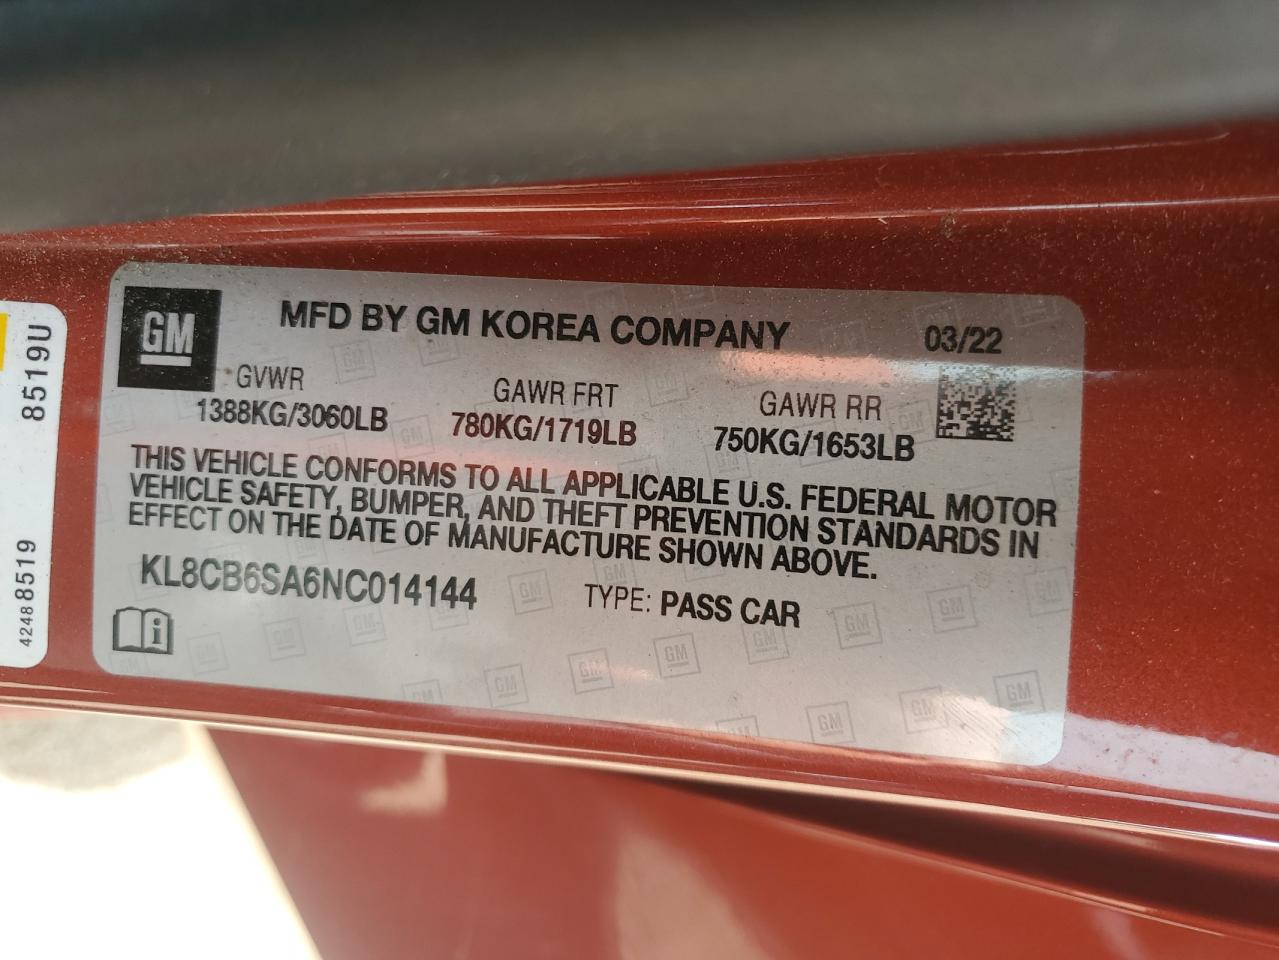 GM
MFD BY GM KOREA COMPANY
03/22
GVWR
GAWR FRT
GAWR RR
1388KG/3060LB
780KG/1719LB
750KG/1653LB
THIS VEHICLE CONFORMS TO ALL APPLICABLE U.S. FEDERAL MOTOR
VEHICLE SAFETY, BUMPER, AND THEFT PREVENTION STANDARDS IN
EFFECT ON THE DATE OF MANUFACTURE SHOWN ABOVE.
KL8CB6SA6NC014144
TYPE: PASS CAR
42488519
8519U